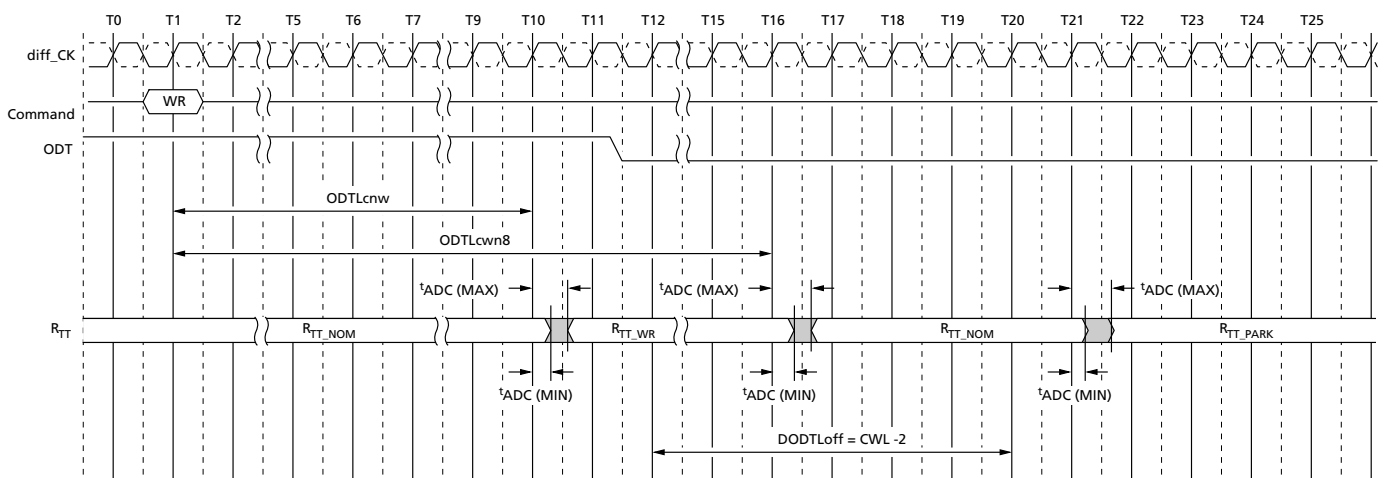 T0 T1 T2 T5 T6 T7 T9 T10 T11 T12 T15 T16 T17 T18 T19 T20 T21 T22 T23 T24 T25
diff_CK
Command WR
ODT
ODTLcnw
ODTLcwn8
tADC (MAX) tADC (MAX) tADC (MAX)
RTT RTT_NOM RTT_WR RTT_NOM RTT_PARK
tADC (MIN) tADC (MIN) tADC (MIN)
DODTLoff = CWL -2